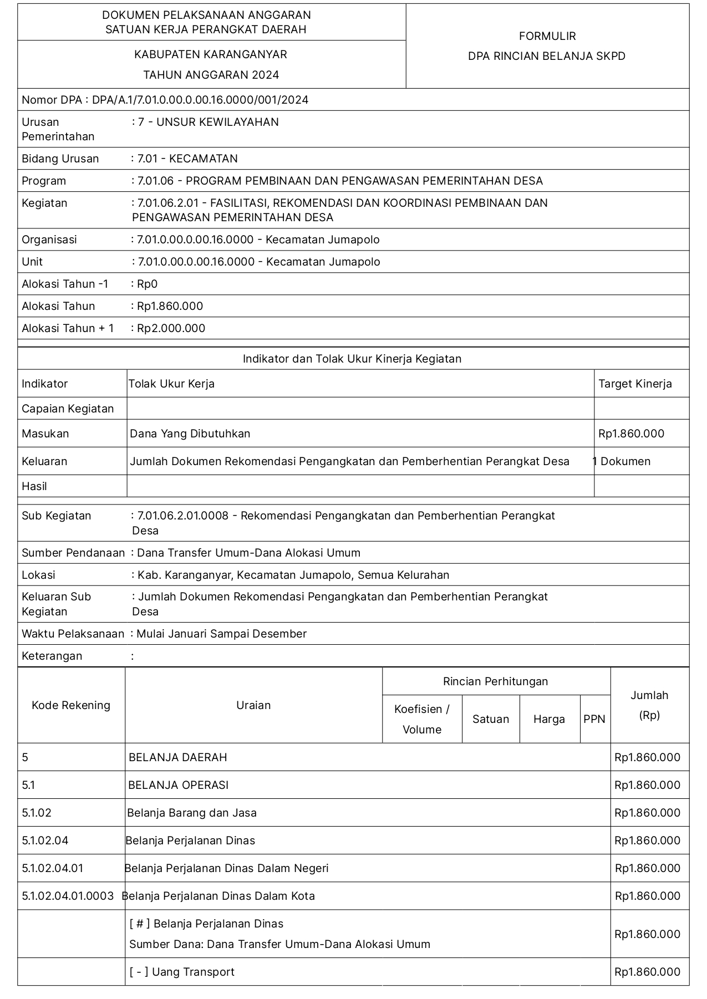 DOKUMEN PELAKSANAAN ANGGARAN
SATUAN KERJA PERANGKAT DAERAH
KABUPATEN KARANGANYAR
TAHUN ANGGARAN 2024
FORMULIR
DPA RINCIAN BELANJA SKPD
Nomor DPA : DPA/A.1/7.01.0.00.0.00.16.0000/001/2024
Urusan Pemerintahan : 7 - UNSUR KEWILAYAHAN
Bidang Urusan : 7.01 - KECAMATAN
Program : 7.01.06 - PROGRAM PEMBINAAN DAN PENGAWASAN PEMERINTAHAN DESA
Kegiatan : 7.01.06.2.01 - FASILITASI, REKOMENDASI DAN KOORDINASI PEMBINAAN DAN
PENGAWASAN PEMERINTAHAN DESA
Organisasi : 7.01.0.00.0.00.16.0000 - Kecamatan Jumapolo
Unit : 7.01.0.00.0.00.16.0000 - Kecamatan Jumapolo
Alokasi Tahun -1 : Rp0
Alokasi Tahun : Rp1.860.000
Alokasi Tahun + 1 : Rp2.000.000
Indikator dan Tolak Ukur Kinerja Kegiatan
Indikator Tolak Ukur Kerja Target Kinerja
Capaian Kegiatan
Masukan Dana Yang Dibutuhkan Rp1.860.000
Keluaran Jumlah Dokumen Rekomendasi Pengangkatan dan Pemberhentian Perangkat Desa 1 Dokumen
Hasil
Sub Kegiatan : 7.01.06.2.01.0008 - Rekomendasi Pengangkatan dan Pemberhentian Perangkat
Desa
Sumber Pendanaan : Dana Transfer Umum-Dana Alokasi Umum
Lokasi : Kab. Karanganyar, Kecamatan Jumapolo, Semua Kelurahan
Keluaran Sub Kegiatan : Jumlah Dokumen Rekomendasi Pengangkatan dan Pemberhentian Perangkat
Desa
Waktu Pelaksanaan : Mulai Januari Sampai Desember
Keterangan :
Kode Rekening
Uraian
Rincian Perhitungan
Koefisien /
Volume
Satuan
Harga
PPN
Jumlah
(Rp)
5 BELANJA DAERAH Rp1.860.000
5.1 BELANJA OPERASI Rp1.860.000
5.1.02 Belanja Barang dan Jasa Rp1.860.000
5.1.02.04 Belanja Perjalanan Dinas Rp1.860.000
5.1.02.04.01 Belanja Perjalanan Dinas Dalam Negeri Rp1.860.000
5.1.02.04.01.0003 Belanja Perjalanan Dinas Dalam Kota Rp1.860.000
[ # ] Belanja Perjalanan Dinas
Sumber Dana: Dana Transfer Umum-Dana Alokasi Umum
Rp1.860.000
[ - ] Uang Transport Rp1.860.000